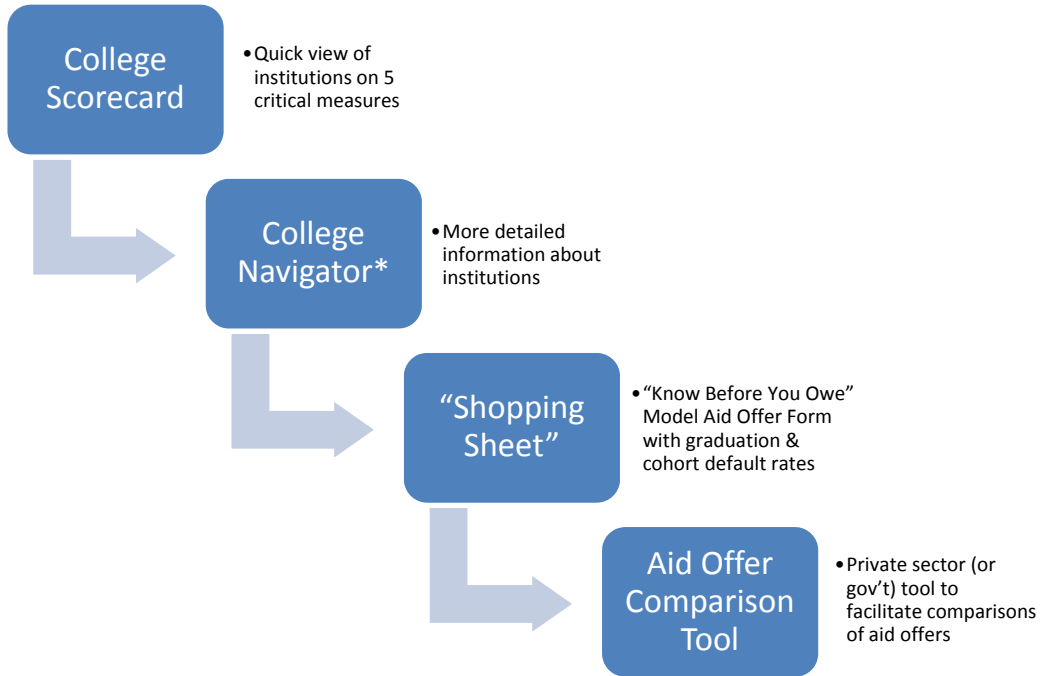 College
Scorecard
•Quick view of
institutions on 5
critical measures
College
Navigator*
•More detailed
information about
institutions
“Shopping
Sheet”
•“Know Before You Owe”
Model Aid Offer Form
with graduation &
cohort default rates
Aid Offer
Comparison
Tool
•Private sector (or
gov’t) tool to
facilitate comparisons
of aid offers